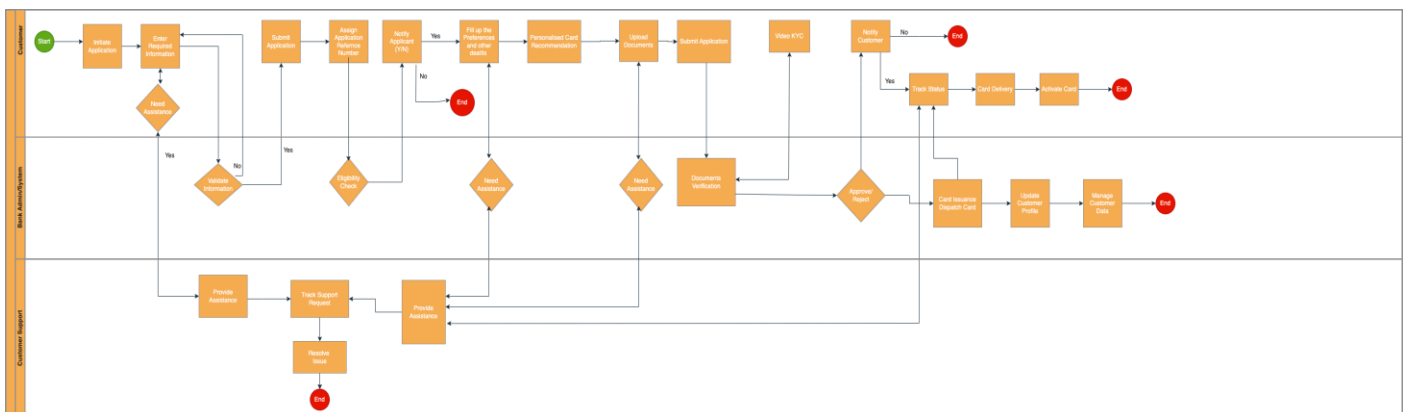 Customer
Start
Initiate
Application
Enter
Required
Information
Need
Assistance
Submit
Application
Assign
Application
Refernce
Number
Notify
Applicant
(Y/N)
Yes
No
End
Fill up the
Preferences
and other
deatils
Personalised Card
Recommendation
Upload
Documents
Submit Application
Video KYC
Notify
Customer
No
End
Yes
Track Status
Card Delivery
Activate Card
End
Bank Admin/System
Yes
Validate
Information
No
Yes
Eligibility
Check
Need
Assistance
Need
Assistance
Documents
Verification
Approve/
Reject
Card Issuance
Dispatch Card
Update
Customer
Profile
Manage
Customer
Data
End
Customer Support
Provide
Assistance
Track Support
Request
Provide
Assistance
Resolve
Issue
End